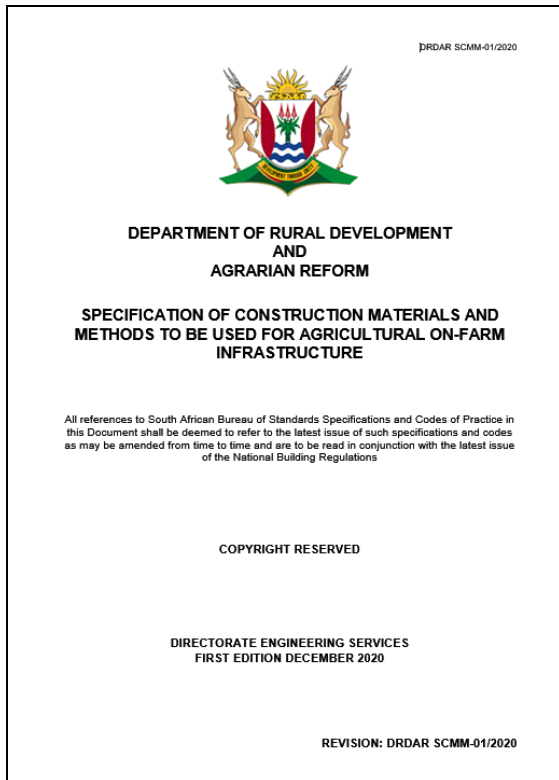 DRDAR SCMM-01/2020
DEVELOPMENT THROUGH UNITY
DEPARTMENT OF RURAL DEVELOPMENT
AND
AGRARIAN REFORM
SPECIFICATION OF CONSTRUCTION MATERIALS AND
METHODS TO BE USED FOR AGRICULTURAL ON-FARM
INFRASTRUCTURE
All references to South African Bureau of Standards Specifications and Codes of Practice in
this Document shall be deemed to refer to the latest issue of such specifications and codes
as may be amended from time to time and are to be read in conjunction with the latest issue
of the National Building Regulations
COPYRIGHT RESERVED
DIRECTORATE ENGINEERING SERVICES
FIRST EDITION DECEMBER 2020
REVISION: DRDAR SCMM-01/2020